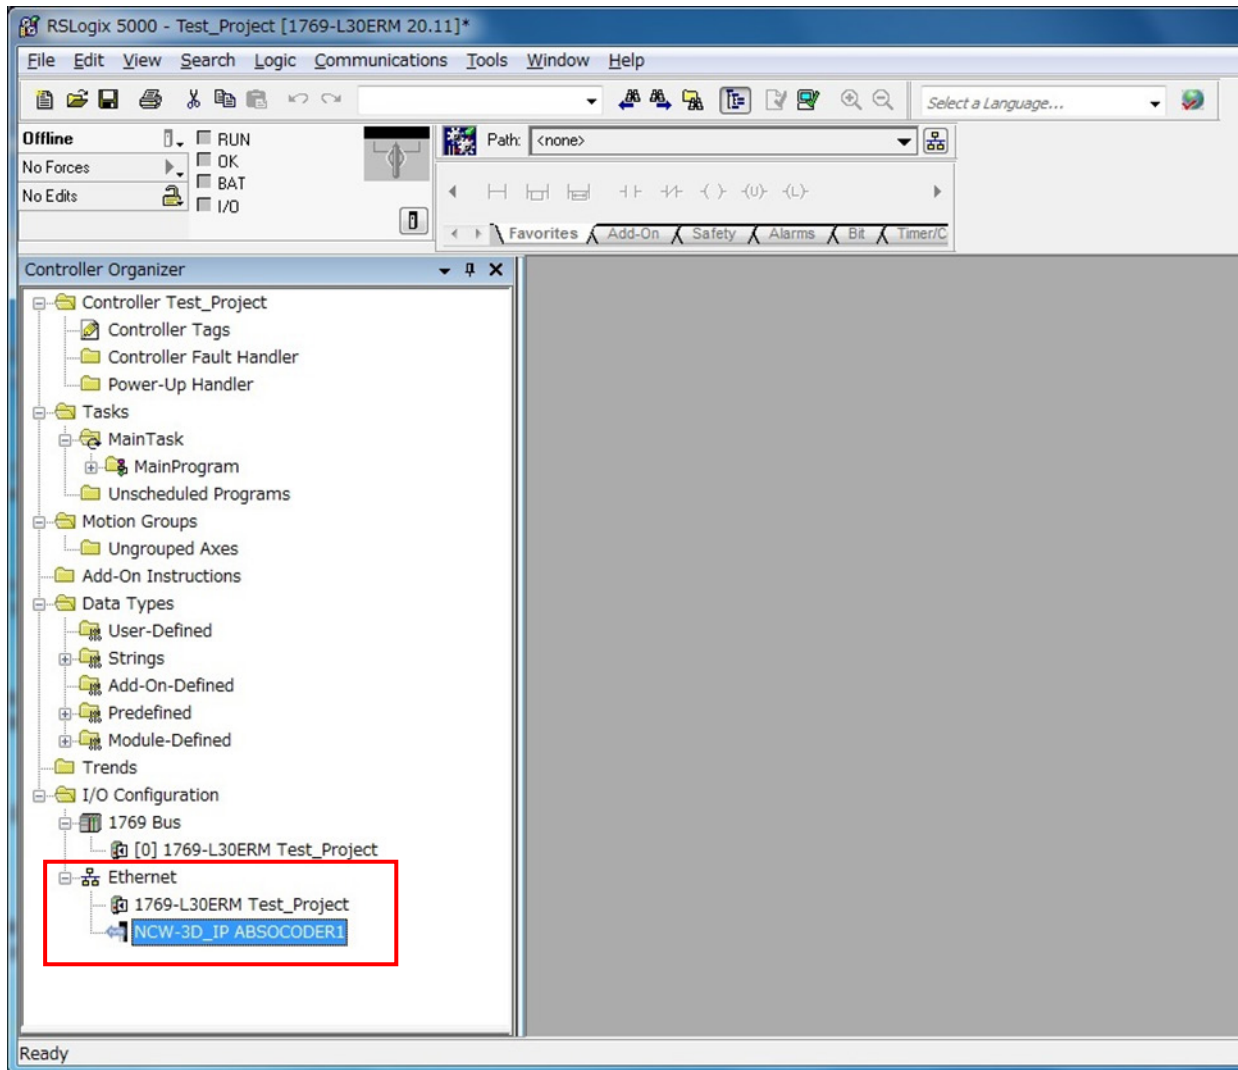 RSLogix 5000 - Test_Project [1769-L30ERM 20.11]*
File Edit View Search Logic Communications Tools Window Help
Select a Language...
Offline
RUN
No Forces
OK
BAT
No Edits
I/O
Path: <none>
Favorites Add-On Safety Alarms Bit Timer/C
Controller Organizer
Controller Test_Project
Controller Tags
Controller Fault Handler
Power-Up Handler
Tasks
MainTask
MainProgram
Unscheduled Programs
Motion Groups
Ungrouped Axes
Add-On Instructions
Data Types
User-Defined
Strings
Add-On-Defined
Predefined
Module-Defined
Trends
I/O Configuration
1769 Bus
[0] 1769-L30ERM Test_Project
Ethernet
1769-L30ERM Test_Project
NCW-3D_IP ABSOCODER1
Ready